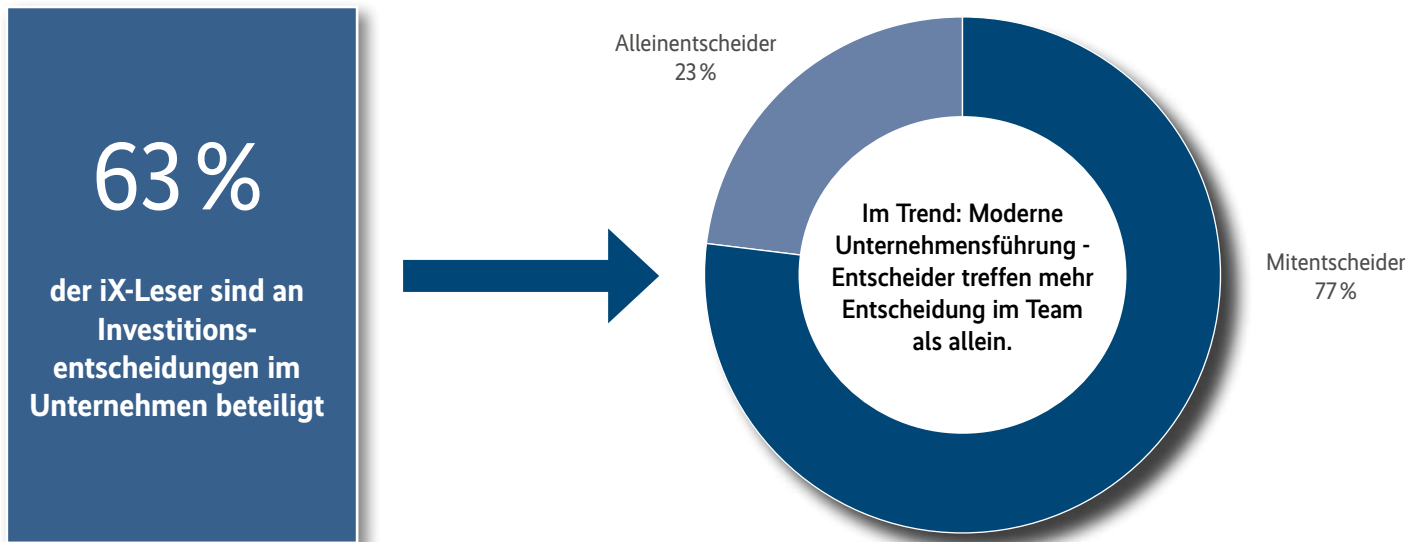 63 %
der iX-Leser sind an
Investitions-
entscheidungen im
Unternehmen beteiligt
Alleinentscheider
23 %
Im Trend: Moderne
Unternehmensführung -
Entscheider treffen mehr
Entscheidung im Team
als allein.
Mitentscheider
77 %